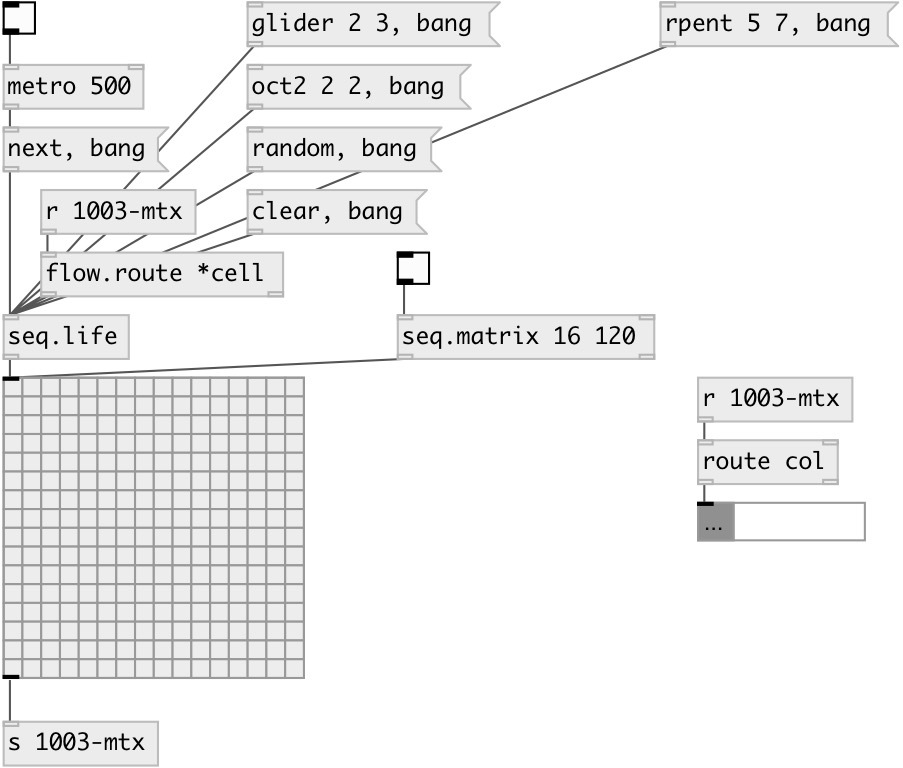 glider 2 3, bang
rpent 5 7, bang
metro 500
oct2 2 2, bang
next, bang
random, bang
r 1003-mtx
clear, bang
flow.route *cell
seq.life
seq.matrix 16 120
r 1003-mtx
route col
...
s 1003-mtx